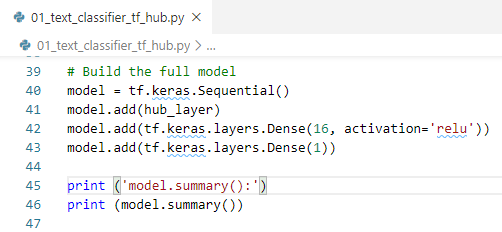 01_text_classifier_tf_hub.py ×
01_text_classifier_tf_hub.py > ...
39 # Build the full model
40 model = tf.keras.Sequential()
41 model.add(hub_layer)
42 model.add(tf.keras.layers.Dense(16, activation='relu'))
43 model.add(tf.keras.layers.Dense(1))
44
45 print ('model.summary():')
46 print (model.summary())
47